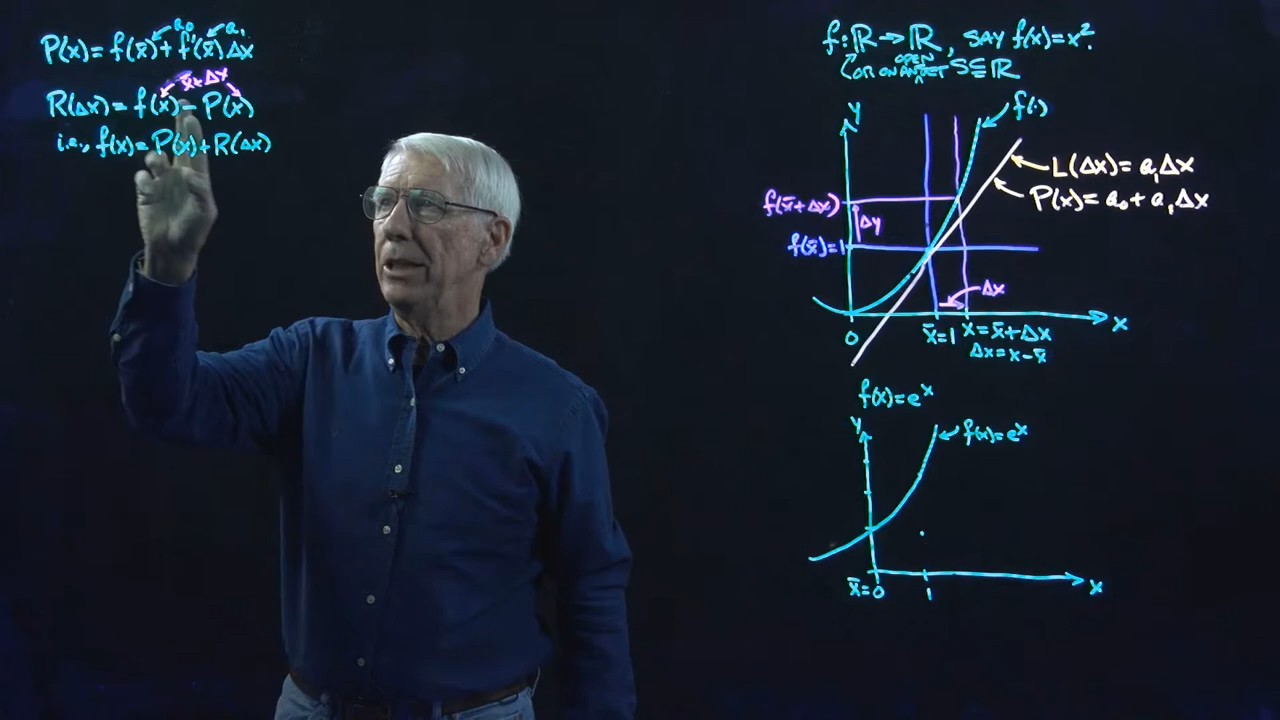 a₀ a₁
P(x) = f(x̄) + f'(x̄) Δx
x̄ + Δx
R(Δx) = f(x) − P(x)
i.e., f(x) = P(x) + R(Δx)
f: ℝ → ℝ, SAY f(x) = x².
OPEN
OR ON AN SET S ⊆ ℝ
y
f(·)
L(Δx) = a₁Δx
P(x) = a₀ + a₁Δx
f(x̄ + Δx)
Δy
f(x̄) = 1
Δx
x
0
x̄ = 1
x = x̄ + Δx
Δx = x − x̄
f(x) = eˣ
y
f(x) = eˣ
x̄ = 0
1
x